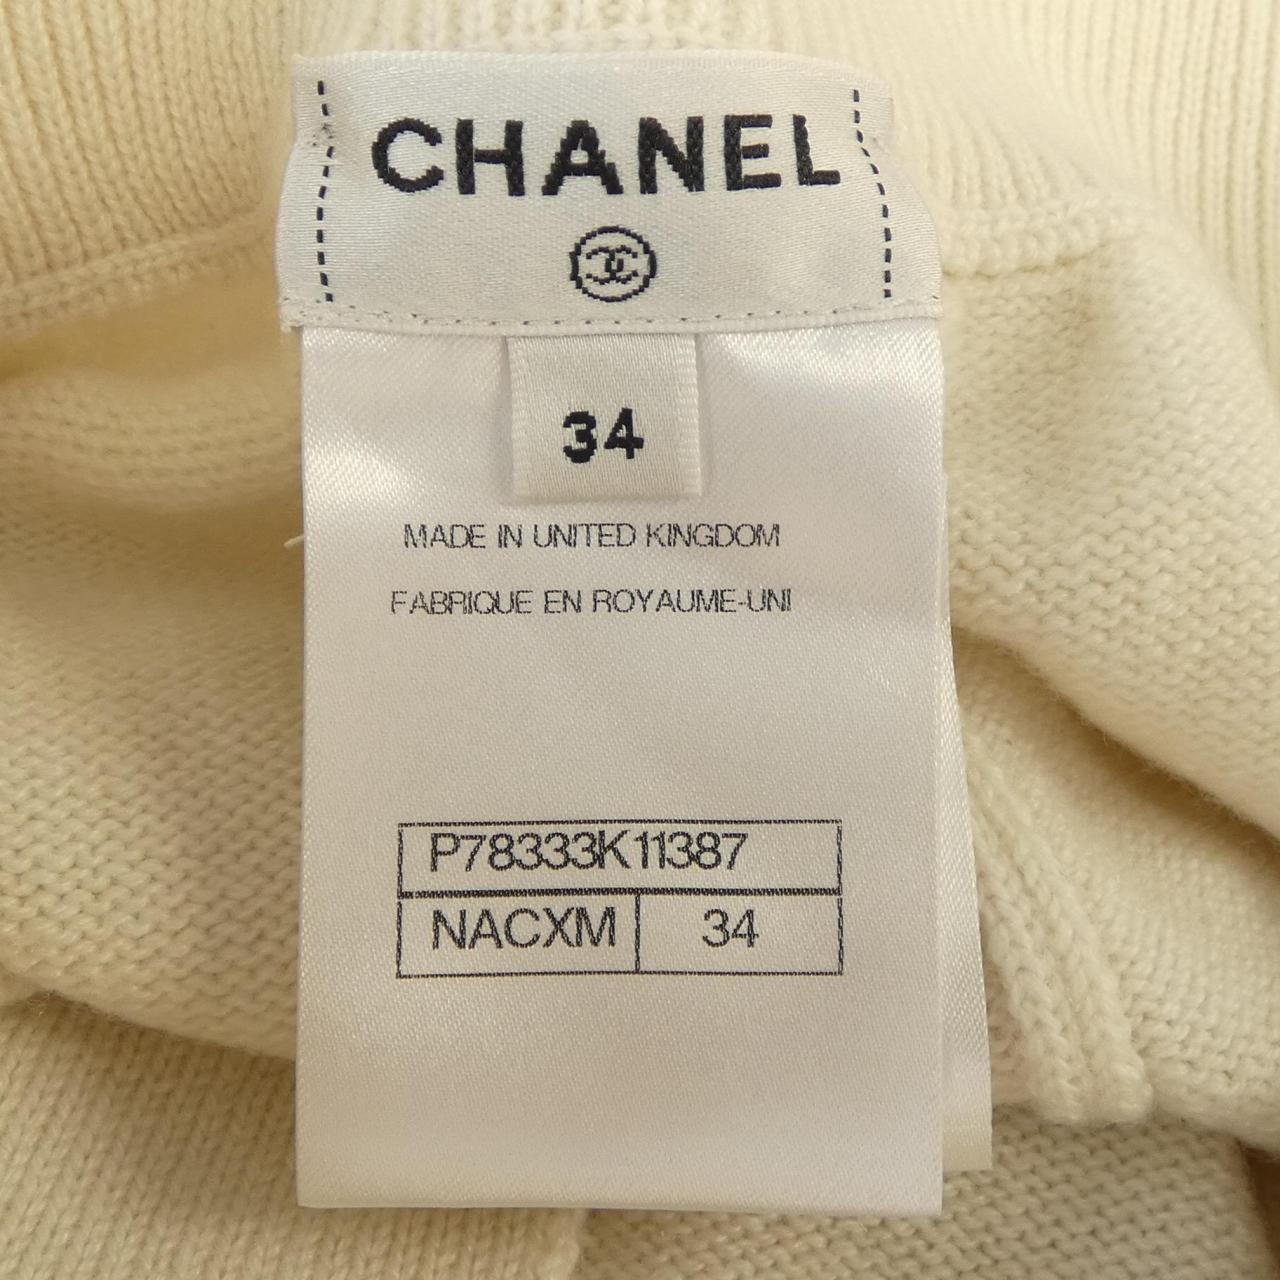 CHANEL
34
MADE IN UNITED KINGDOM
FABRIQUE EN ROYAUME-UNI
P78333K11387
NACXM 34